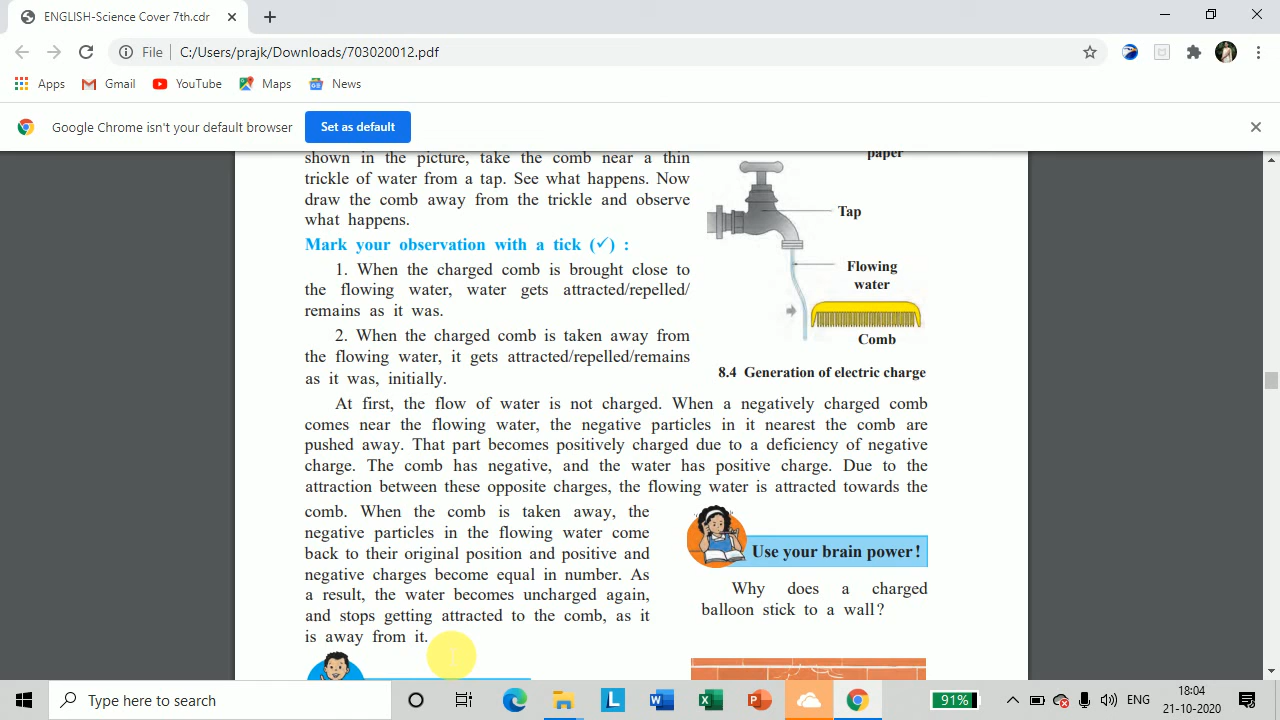 ENGLISH-Science Cover 7th.cdr
File
C:/Users/prajk/Downloads/703020012.pdf
Apps
Gmail
YouTube
Maps
News
Google Chrome isn't your default browser
Set as default
shown in the picture, take the comb near a thin
trickle of water from a tap. See what happens. Now
draw the comb away from the trickle and observe
what happens.
Mark your observation with a tick (✓) :
1. When the charged comb is brought close to
the flowing water, water gets attracted/repelled/
remains as it was.
2. When the charged comb is taken away from
the flowing water, it gets attracted/repelled/remains
as it was, initially.
paper
Tap
Flowing
water
Comb
8.4 Generation of electric charge
At first, the flow of water is not charged. When a negatively charged comb
comes near the flowing water, the negative particles in it nearest the comb are
pushed away. That part becomes positively charged due to a deficiency of negative
charge. The comb has negative, and the water has positive charge. Due to the
attraction between these opposite charges, the flowing water is attracted towards the
comb. When the comb is taken away, the
negative particles in the flowing water come
back to their original position and positive and
negative charges become equal in number. As
a result, the water becomes uncharged again,
and stops getting attracted to the comb, as it
is away from it.
Use your brain power!
Why does a charged
balloon stick to a wall?
Type here to search
91%
ENG
18:04
21-10-2020